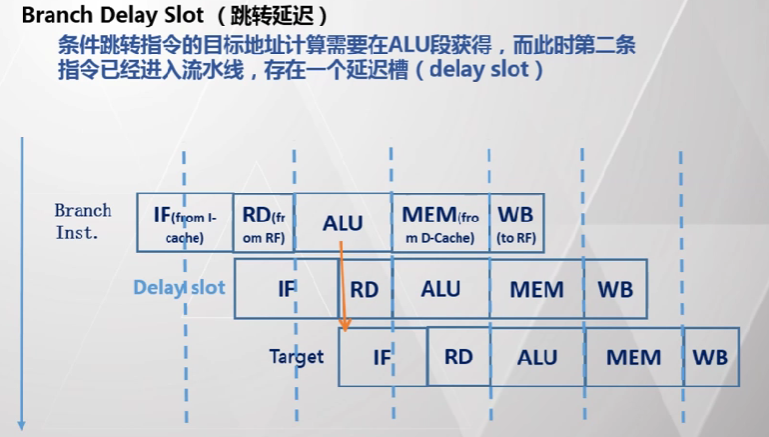 Branch Delay Slot（跳转延迟）
条件跳转指令的目标地址计算需要在ALU段获得，而此时第二条
指令已经进入流水线，存在一个延迟槽（delay slot）
Branch
Inst.
IF(from I-
cache)
RD(fr
om RF)
ALU
MEM(fro
m D-Cache)
WB
(to RF)
Delay slot
IF
RD
ALU
MEM
WB
Target
IF
RD
ALU
MEM
WB